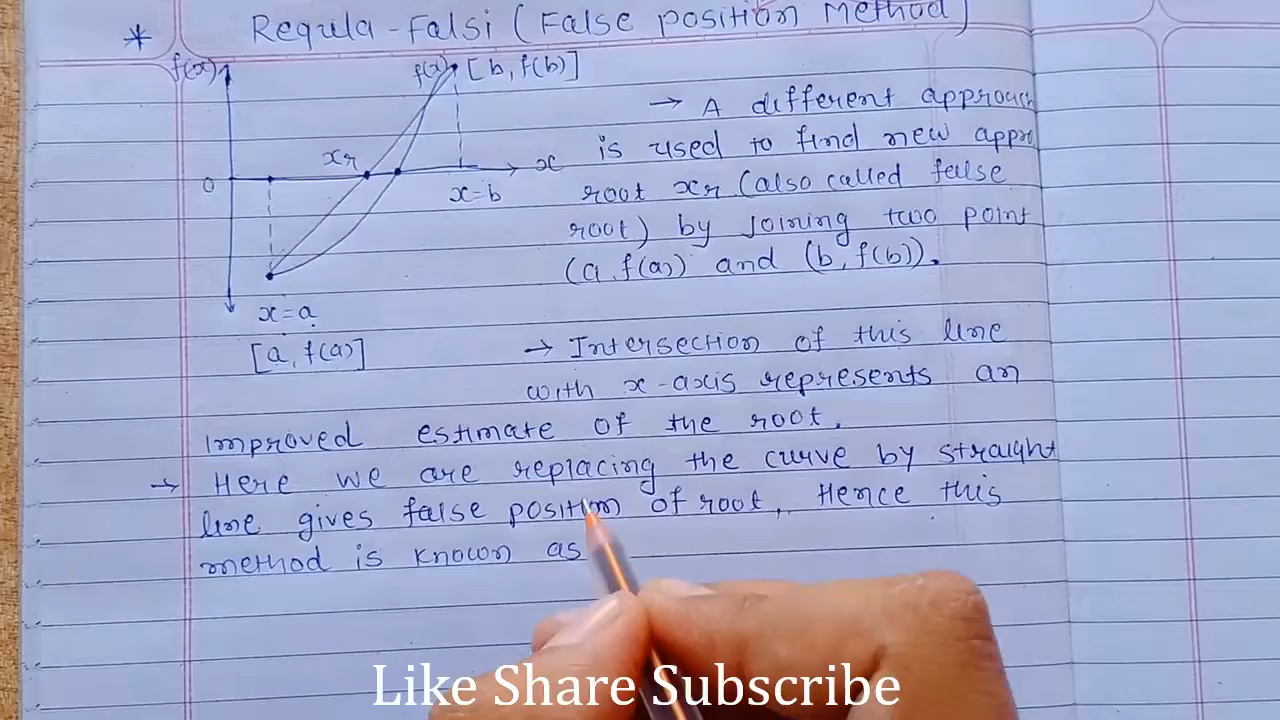 * Regula-Falsi (False position Method)
f(x)
f(x) [b, f(b)]
→ A different approach
xr
x
is used to find new appro
0
x=b
root xr (also called false
root) by joining two point
(a, f(a)) and (b, f(b)).
x=a
[a, f(a)]
→ Intersection of this line
with x-axis represents an
improved estimate of the root.
→ Here we are replacing the curve by straight
line gives false position of root, Hence this
method is known as
Like Share Subscribe